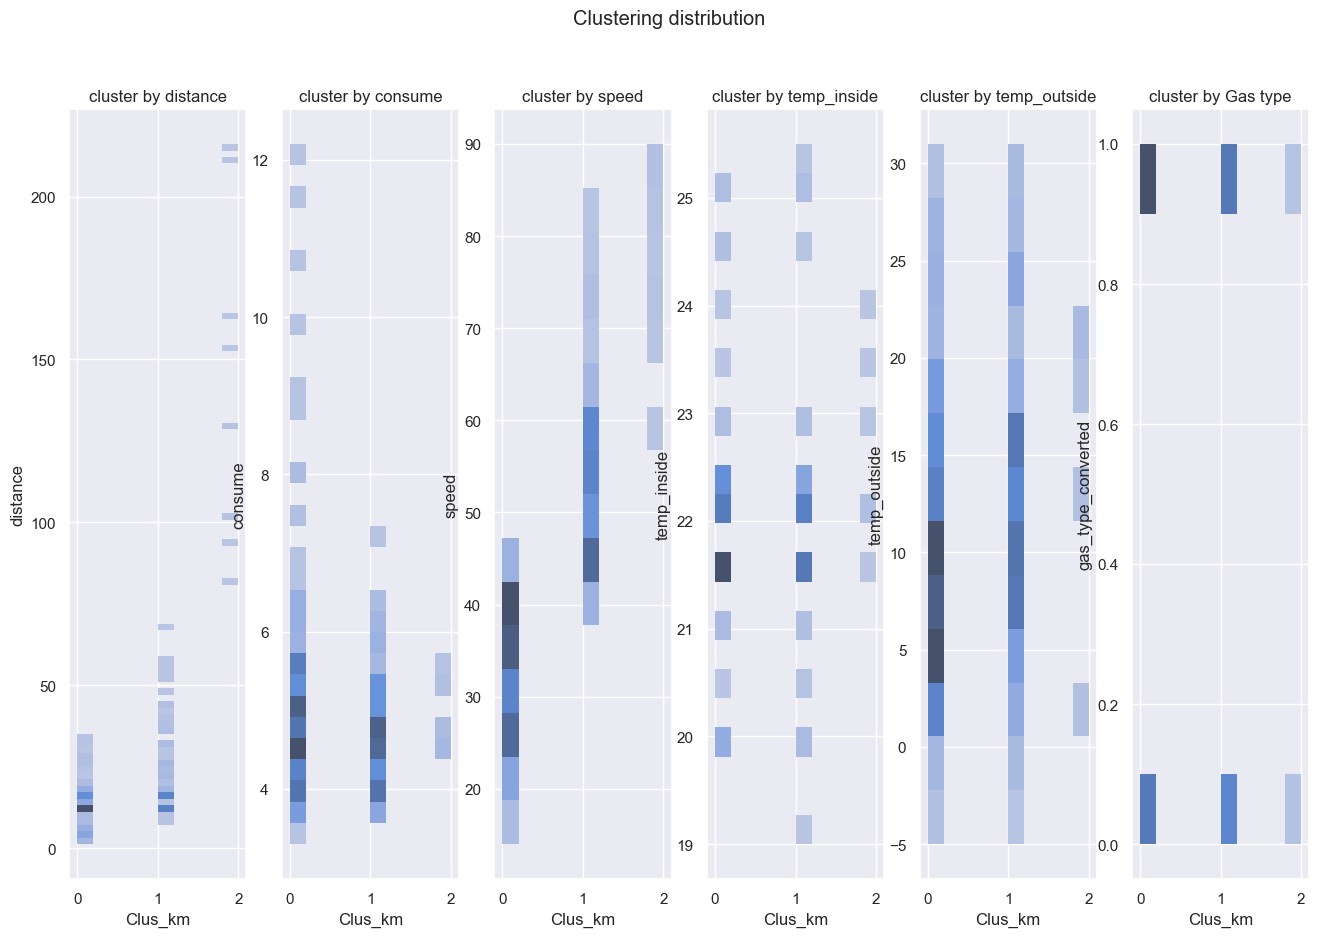 Clustering distribution
cluster by distance
cluster by consume
cluster by speed
cluster by temp_inside
cluster by temp_outside
cluster by Gas type
distance
200
150
100
50
0
0 1 2
Clus_km
consume
12
10
8
6
4
0 1 2
Clus_km
speed
90
80
70
60
50
40
30
20
0 1 2
Clus_km
temp_inside
25
24
23
22
21
20
19
0 1 2
Clus_km
temp_outside
30
25
20
15
10
5
0
−5
0 1 2
Clus_km
gas_type_converted
1.0
0.8
0.6
0.4
0.2
0.0
0 1 2
Clus_km